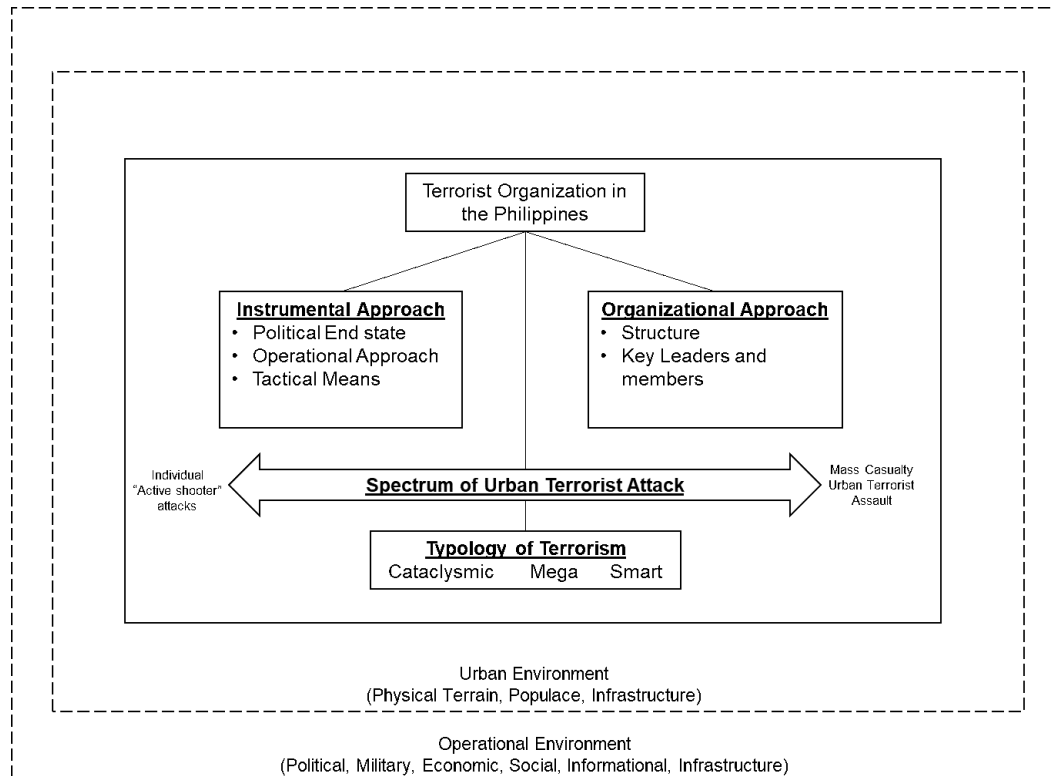 Terrorist Organization in
the Philippines
Instrumental Approach
• Political End state
• Operational Approach
• Tactical Means
Organizational Approach
• Structure
• Key Leaders and
members
Individual
“Active shooter”
attacks
Spectrum of Urban Terrorist Attack
Mass Casualty
Urban Terrorist
Assault
Typology of Terrorism
Cataclysmic Mega Smart
Urban Environment
(Physical Terrain, Populace, Infrastructure)
Operational Environment
(Political, Military, Economic, Social, Informational, Infrastructure)